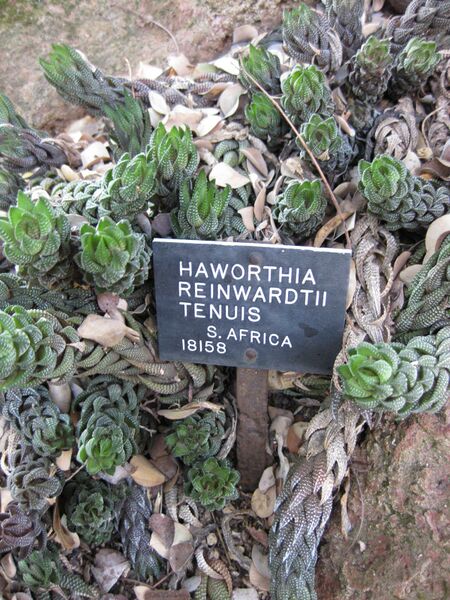 HAWORTHIA
REINWARDTII
TENUIS
S. AFRICA
18158